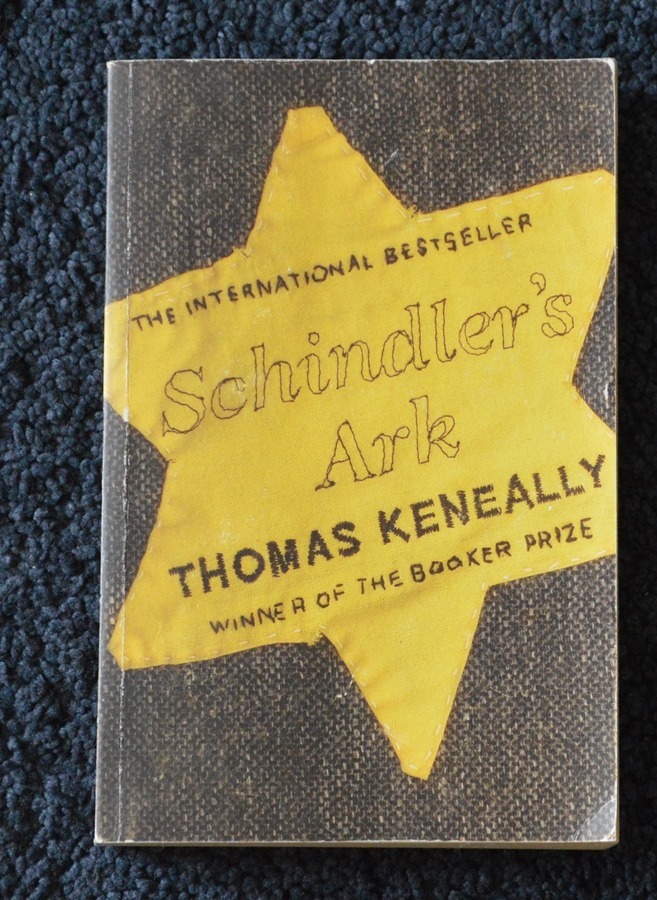 THE INTERNATIONAL BESTSELLER
Schindler's
Ark
THOMAS KENEALLY
WINNER OF THE BOOKER PRIZE